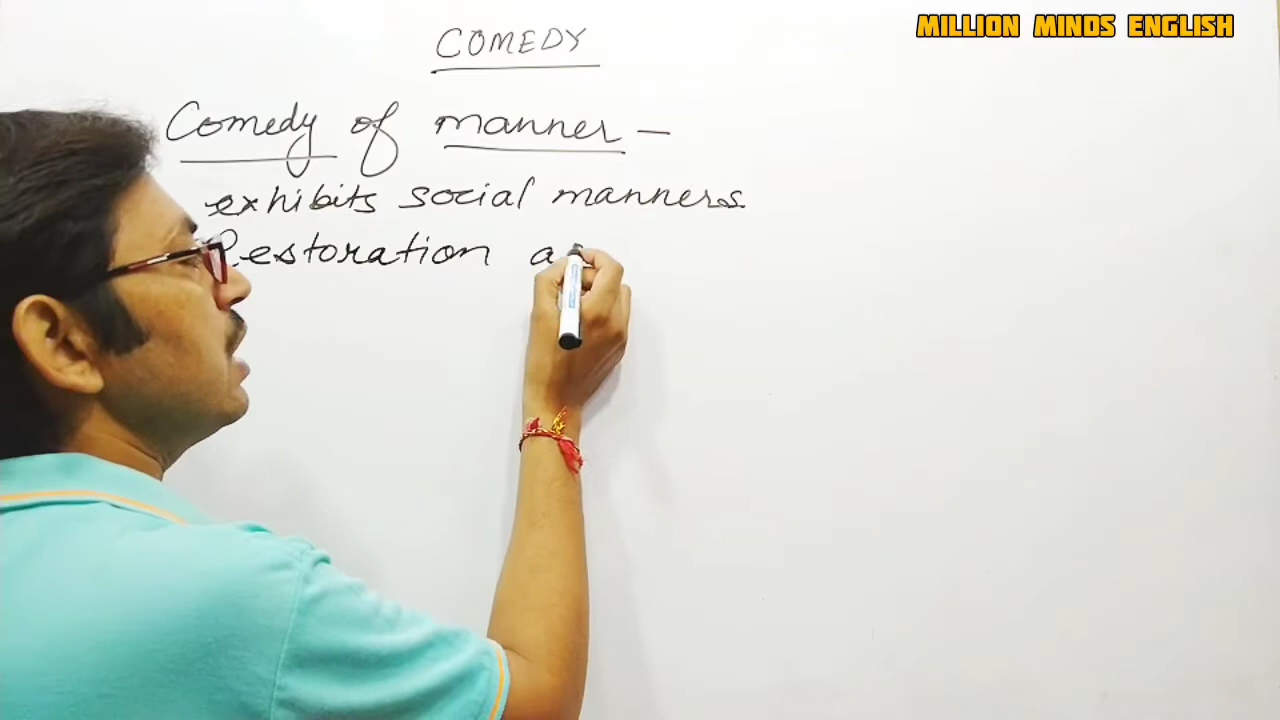 MILLION MINDS ENGLISH
COMEDY
Comedy of manner –
exhibits social manners.
Restoration a